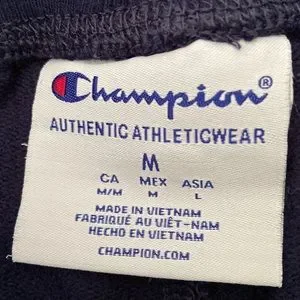 Champion®
AUTHENTIC ATHLETICWEAR
M
CA MEX ASIA
M/M M L
MADE IN VIETNAM
FABRIQUÉ AU VIÊT-NAM
HECHO EN VIETNAM
CHAMPION.COM